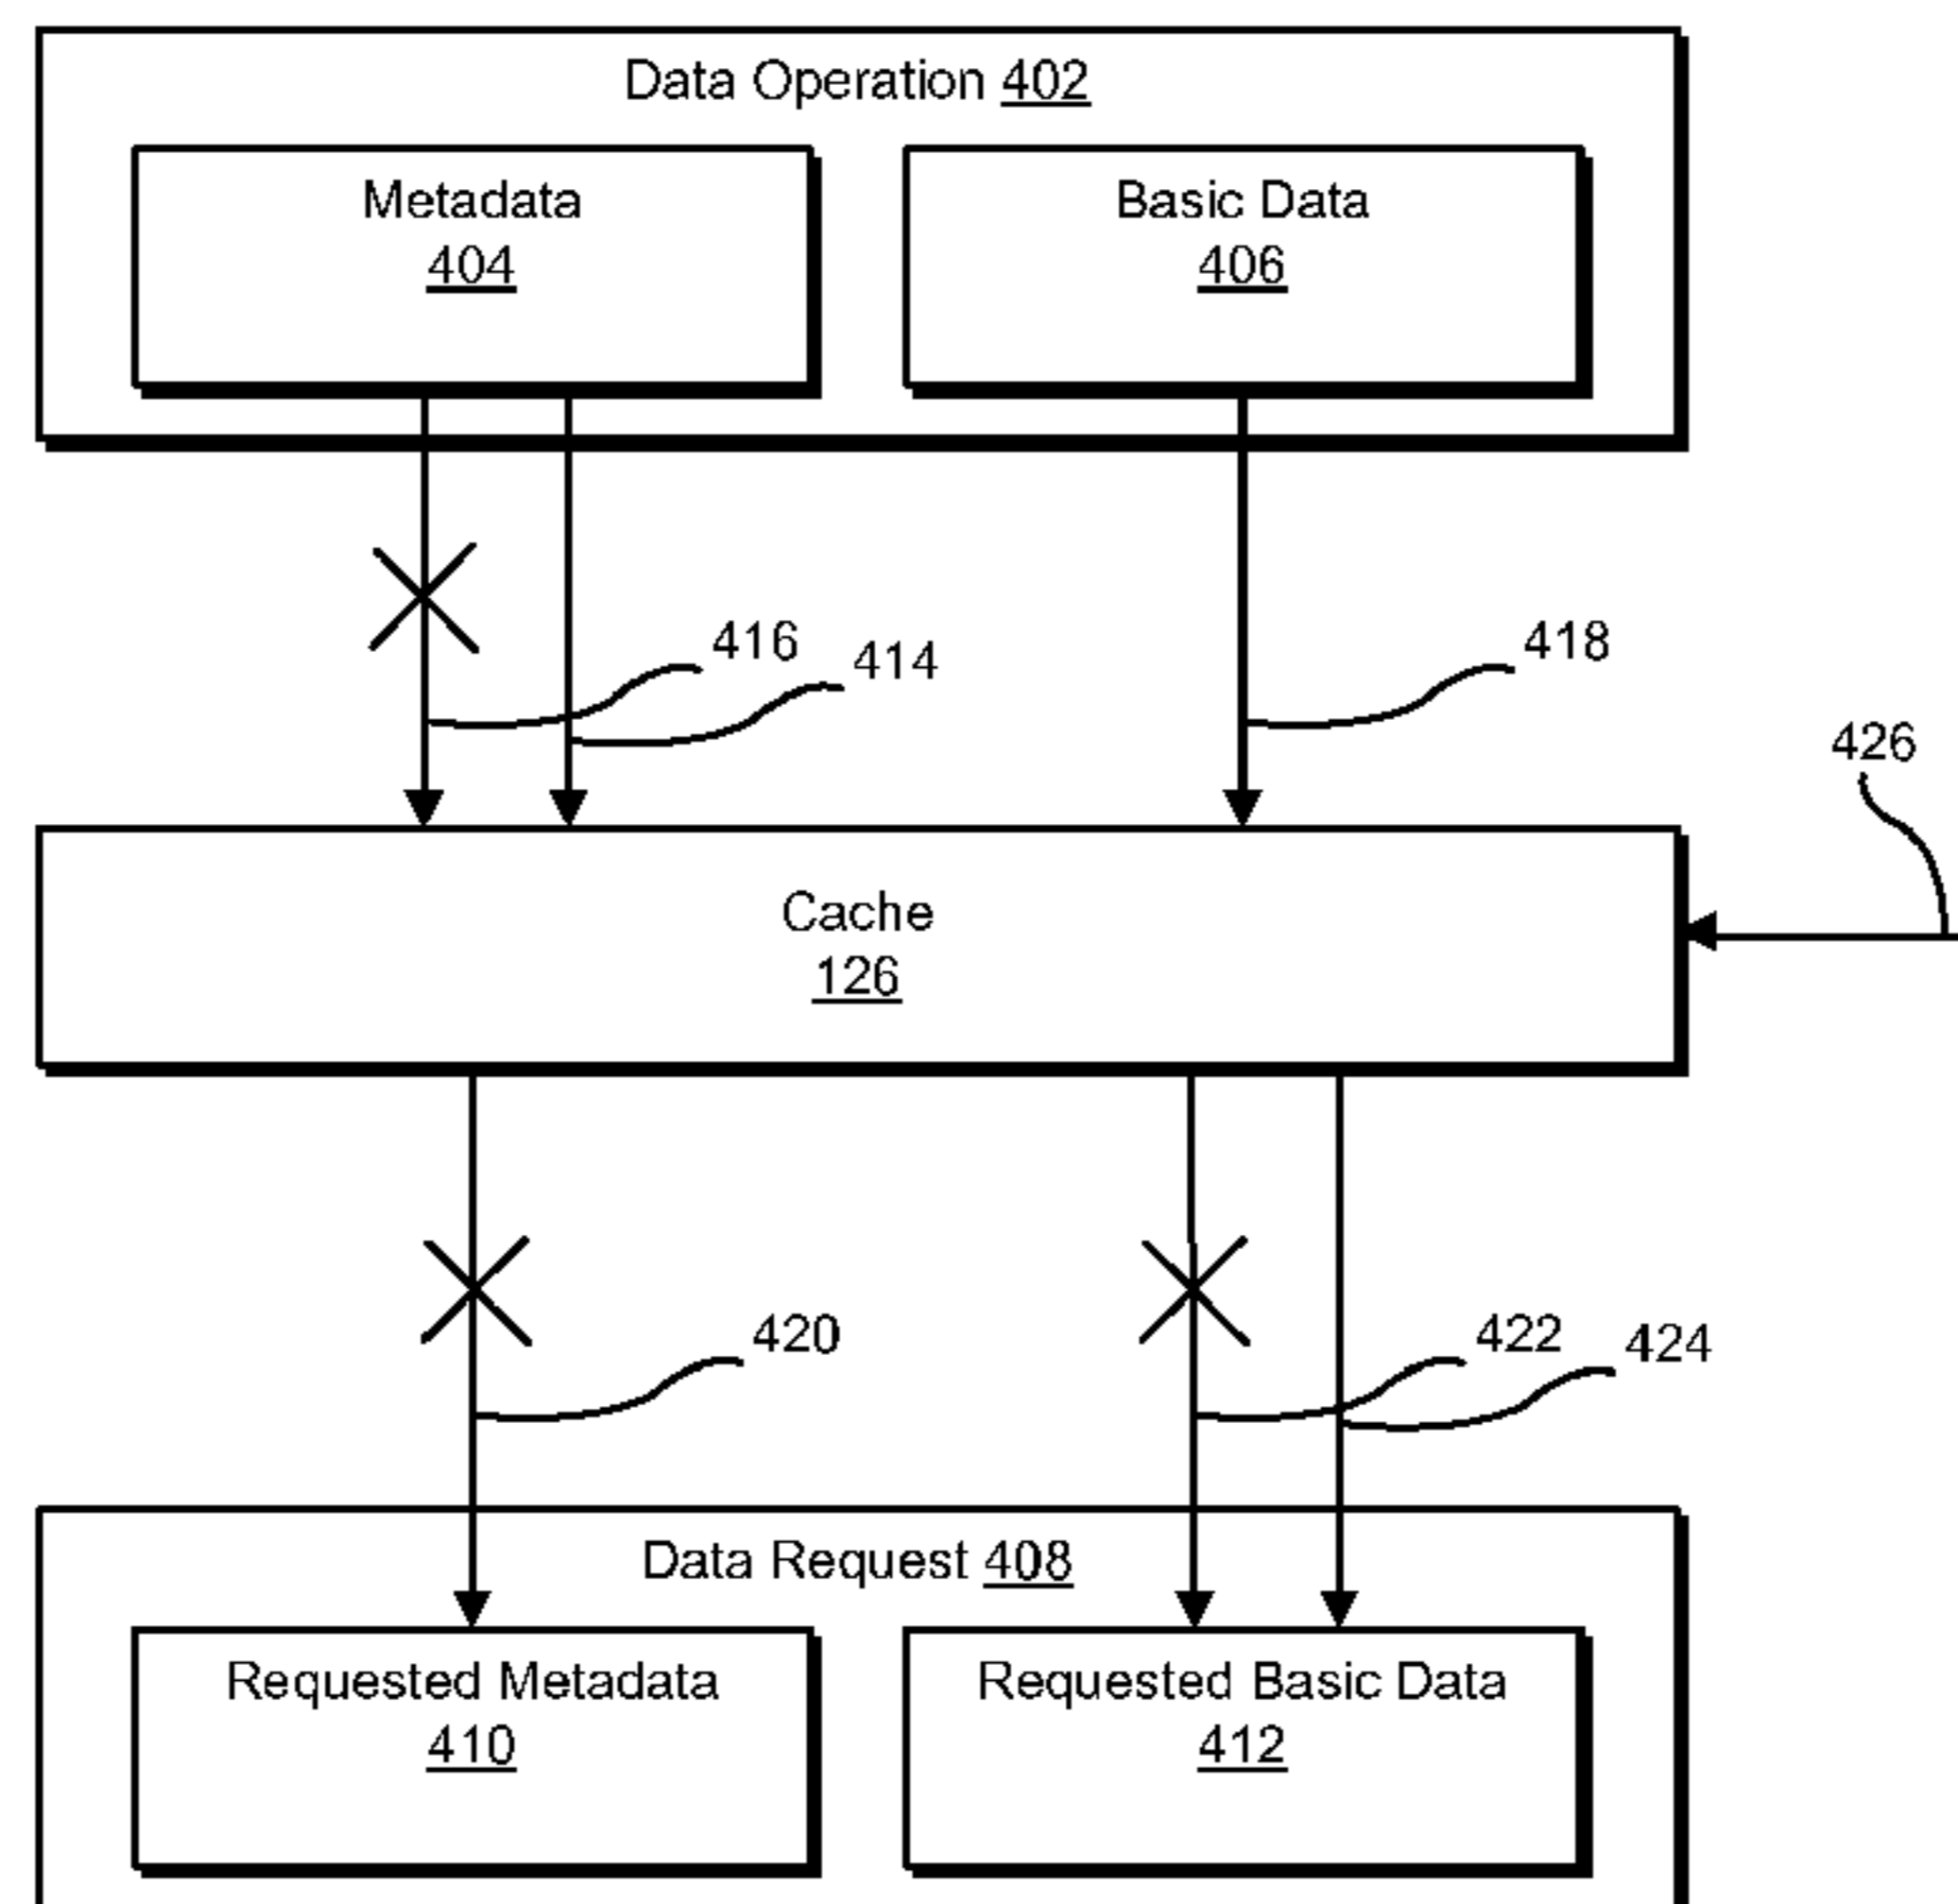 Data Operation 402
Metadata
404
Basic Data
406
416
414
418
426
Cache
126
420
422
424
Data Request 408
Requested Metadata
410
Requested Basic Data
412